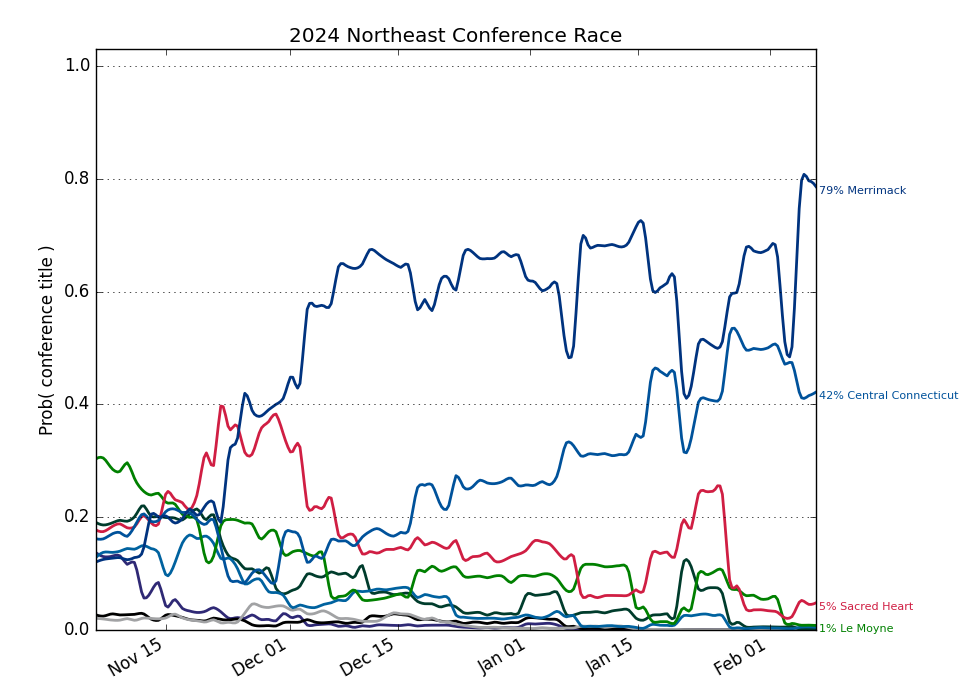 2024 Northeast Conference Race
Prob( conference title )
1.0
0.8
0.6
0.4
0.2
0.0
79% Merrimack
42% Central Connecticut
5% Sacred Heart
1% Le Moyne
Nov 15
Dec 01
Dec 15
Jan 01
Jan 15
Feb 01